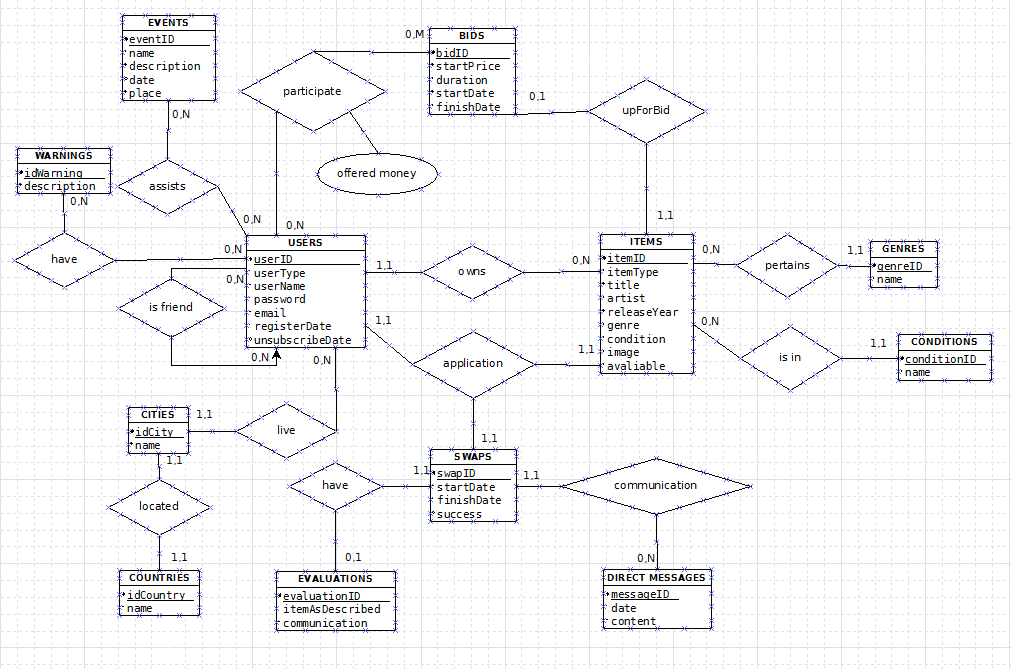 EVENTS
eventID
name
description
date
place
0,N
assists
0,N
WARNINGS
idWarning
description
0,N
have
0,N
participate
offered money
0,M
0,N
BIDS
bidID
startPrice
duration
startDate
finishDate
0,1
upForBid
1,1
USERS
userID
userType
userName
password
email
registerDate
unsubscribeDate
0,N
is friend
0,N
1,1
owns
0,N
ITEMS
itemID
itemType
title
artist
releaseYear
genre
condition
image
avaliable
0,N
pertains
1,1
GENRES
genreID
name
0,N
is in
1,1
CONDITIONS
conditionID
name
1,1
application
1,1
1,1
0,N
live
1,1
CITIES
idCity
name
1,1
located
1,1
COUNTRIES
idCountry
name
SWAPS
swapID
startDate
finishDate
success
1,1
have
0,1
EVALUATIONS
evaluationID
itemAsDescribed
communication
1,1
communication
0,N
DIRECT MESSAGES
messageID
date
content